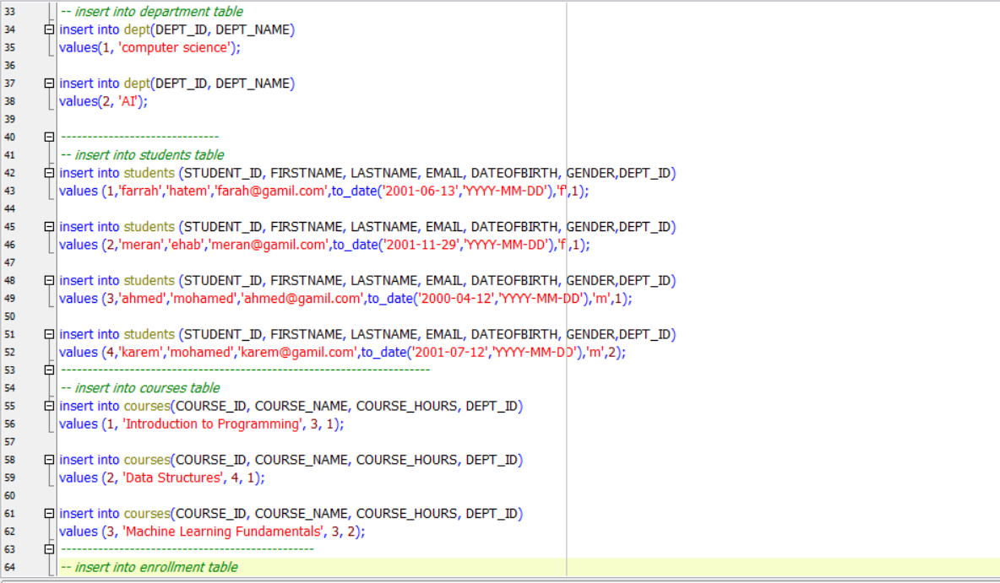 33 -- insert into department table
34 insert into dept(DEPT_ID, DEPT_NAME)
35 values(1, 'computer science');
36
37 insert into dept(DEPT_ID, DEPT_NAME)
38 values(2, 'AI');
39
40 ------------------------------
41 -- insert into students table
42 insert into students (STUDENT_ID, FIRSTNAME, LASTNAME, EMAIL, DATEOFBIRTH, GENDER,DEPT_ID)
43 values (1,'farrah','hatem','farah@gamil.com',to_date('2001-06-13','YYYY-MM-DD'),'f',1);
44
45 insert into students (STUDENT_ID, FIRSTNAME, LASTNAME, EMAIL, DATEOFBIRTH, GENDER,DEPT_ID)
46 values (2,'meran','ehab','meran@gamil.com',to_date('2001-11-29','YYYY-MM-DD'),'f',1);
47
48 insert into students (STUDENT_ID, FIRSTNAME, LASTNAME, EMAIL, DATEOFBIRTH, GENDER,DEPT_ID)
49 values (3,'ahmed','mohamed','ahmed@gamil.com',to_date('2000-04-12','YYYY-MM-DD'),'m',1);
50
51 insert into students (STUDENT_ID, FIRSTNAME, LASTNAME, EMAIL, DATEOFBIRTH, GENDER,DEPT_ID)
52 values (4,'karem','mohamed','karem@gamil.com',to_date('2001-07-12','YYYY-MM-DD'),'m',2);
53 ----------------------------------------------------------------------
54 -- insert into courses table
55 insert into courses(COURSE_ID, COURSE_NAME, COURSE_HOURS, DEPT_ID)
56 values (1, 'Introduction to Programming', 3, 1);
57
58 insert into courses(COURSE_ID, COURSE_NAME, COURSE_HOURS, DEPT_ID)
59 values (2, 'Data Structures', 4, 1);
60
61 insert into courses(COURSE_ID, COURSE_NAME, COURSE_HOURS, DEPT_ID)
62 values (3, 'Machine Learning Fundamentals', 3, 2);
63 ------------------------------------------------
64 -- insert into enrollment table